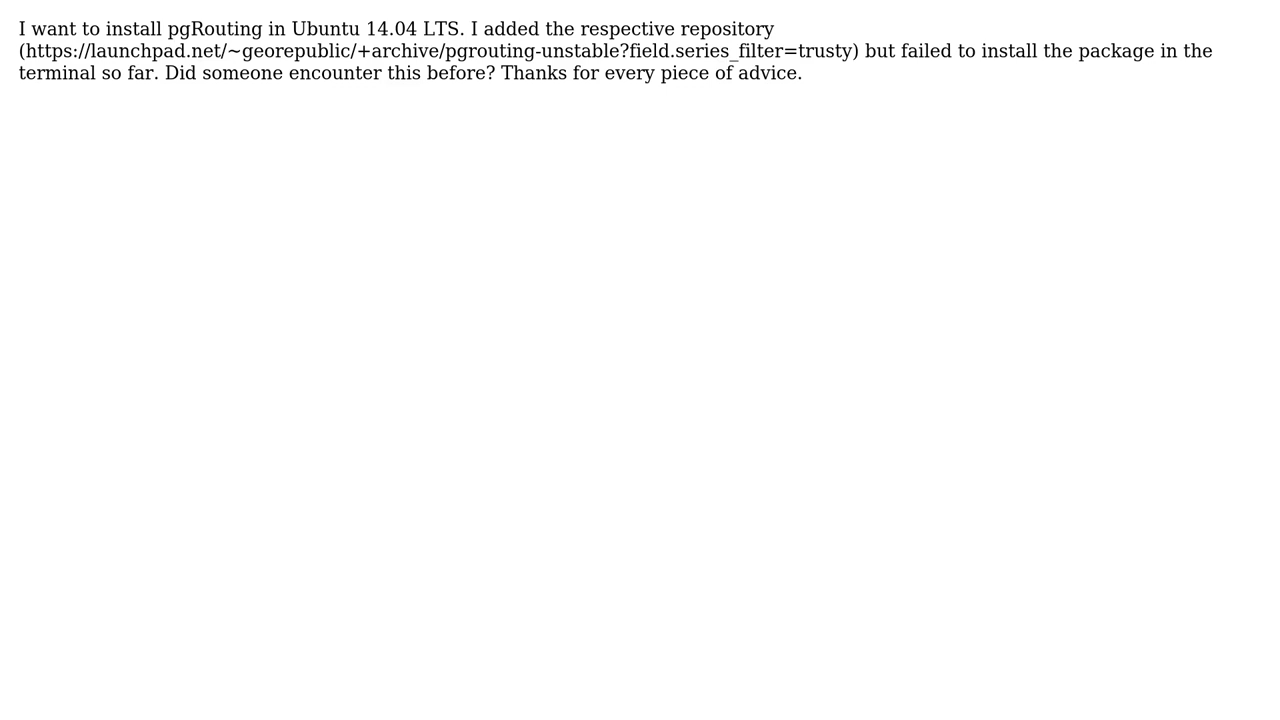 I want to install pgRouting in Ubuntu 14.04 LTS. I added the respective repository
(https://launchpad.net/~georepublic/+archive/pgrouting-unstable?field.series_filter=trusty) but failed to install the package in the
terminal so far. Did someone encounter this before? Thanks for every piece of advice.